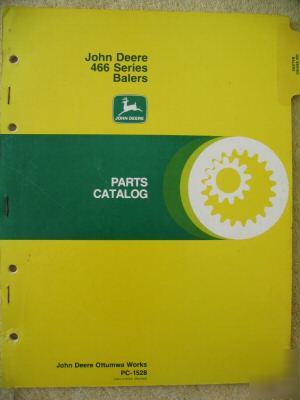 John Deere
466 Series
Balers
JOHN DEERE
PARTS
CATALOG
John Deere Ottumwa Works
PC-1528